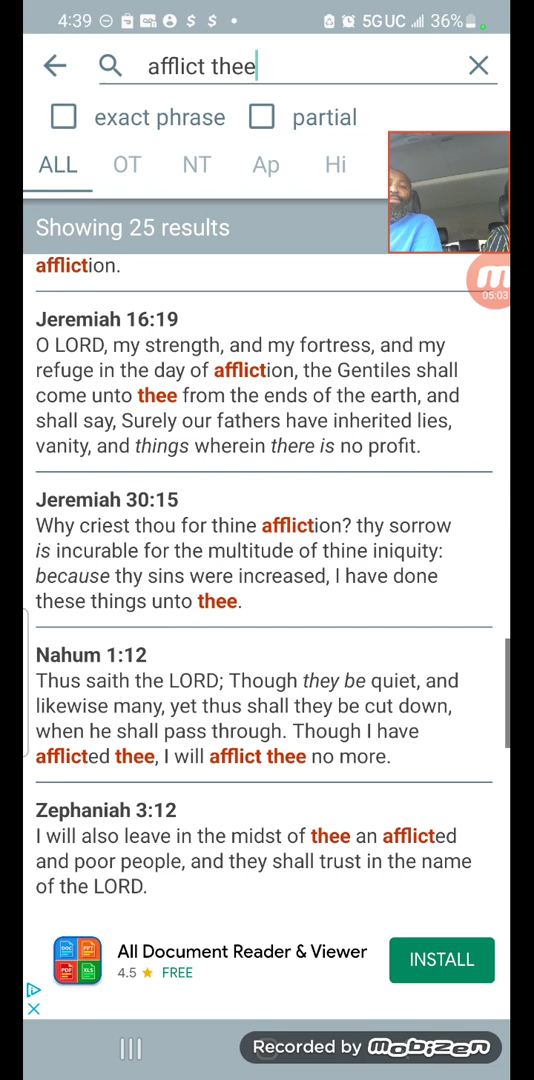 4:39 5GUC 36%
afflict thee
exact phrase partial
ALL OT NT Ap Hi
Showing 25 results
affliction.
05:03
Jeremiah 16:19
O LORD, my strength, and my fortress, and my
refuge in the day of affliction, the Gentiles shall
come unto thee from the ends of the earth, and
shall say, Surely our fathers have inherited lies,
vanity, and things wherein there is no profit.
Jeremiah 30:15
Why criest thou for thine affliction? thy sorrow
is incurable for the multitude of thine iniquity:
because thy sins were increased, I have done
these things unto thee.
Nahum 1:12
Thus saith the LORD; Though they be quiet, and
likewise many, yet thus shall they be cut down,
when he shall pass through. Though I have
afflicted thee, I will afflict thee no more.
Zephaniah 3:12
I will also leave in the midst of thee an afflicted
and poor people, and they shall trust in the name
of the LORD.
DOC PPT
PDF XLS
All Document Reader & Viewer
4.5 ★ FREE
INSTALL
Recorded by mobizen